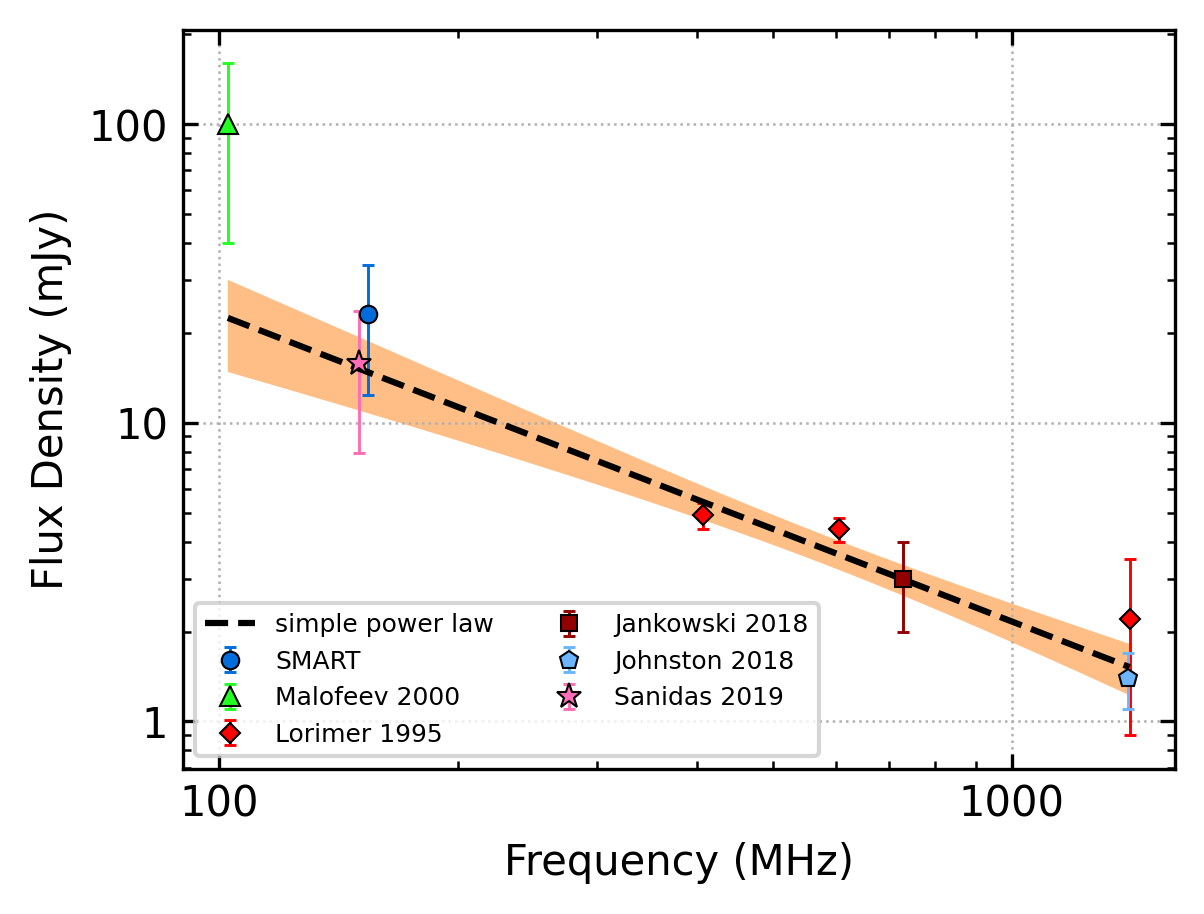 100
10
1
Flux Density (mJy)
simple power law
SMART
Malofeev 2000
Lorimer 1995
Jankowski 2018
Johnston 2018
Sanidas 2019
100
1000
Frequency (MHz)